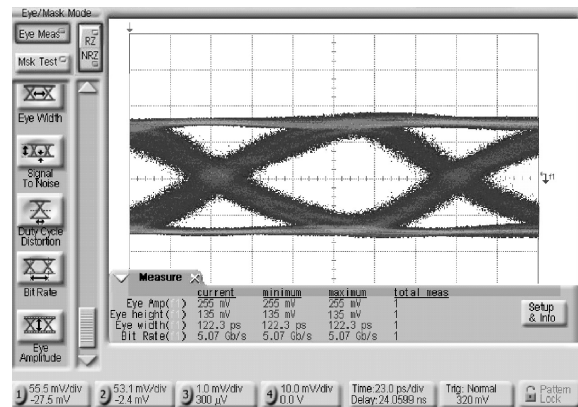 Eye/Mask Mode
Eye Meas
RZ
NRZ
Msk Test
Eye Width
Signal
To Noise
Duty Cycle
Distortion
Bit Rate
Eye
Amplitude
Measure
current minimum maximum total meas
Eye Amp( ) 255 mV 255 mV 255 mV 1
Eye height( ) 135 mV 135 mV 135 mV 1
Eye width( ) 122.3 ps 122.3 ps 122.3 ps 1
Bit Rate( ) 5.07 Gb/s 5.07 Gb/s 5.07 Gb/s 1
Setup
& Info
1) 55.5 mV/div
-27.5 mV
2) 53.1 mV/div
-2.4 mV
3) 1.0 mV/div
300 µV
4) 10.0 mV/div
0.0 V
Time:23.0 ps/div
Delay:24.0599 ns
Trig: Normal
320 mV
Pattern
Lock